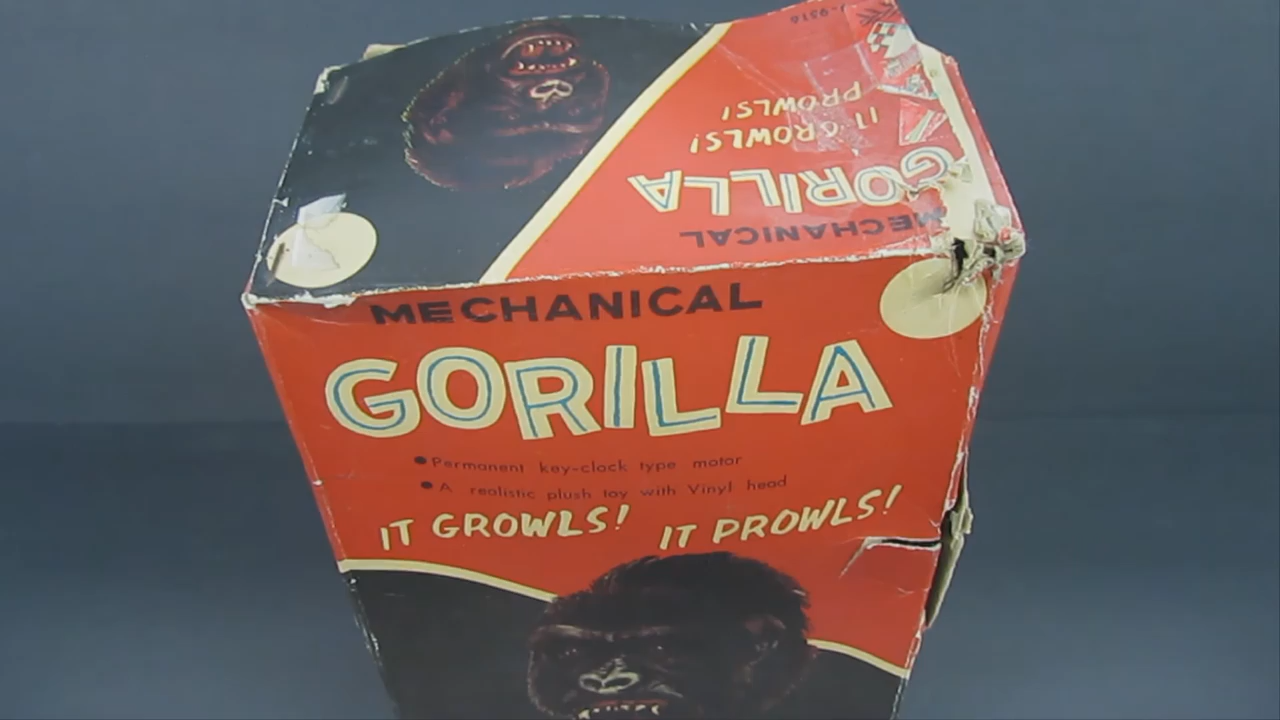 J-9516
PROWLS!
IT GROWLS!
GORILLA
MECHANICAL
MECHANICAL
GORILLA
●Permanent key-clock type motor
●A realistic plush toy with Vinyl head
IT GROWLS! IT PROWLS!